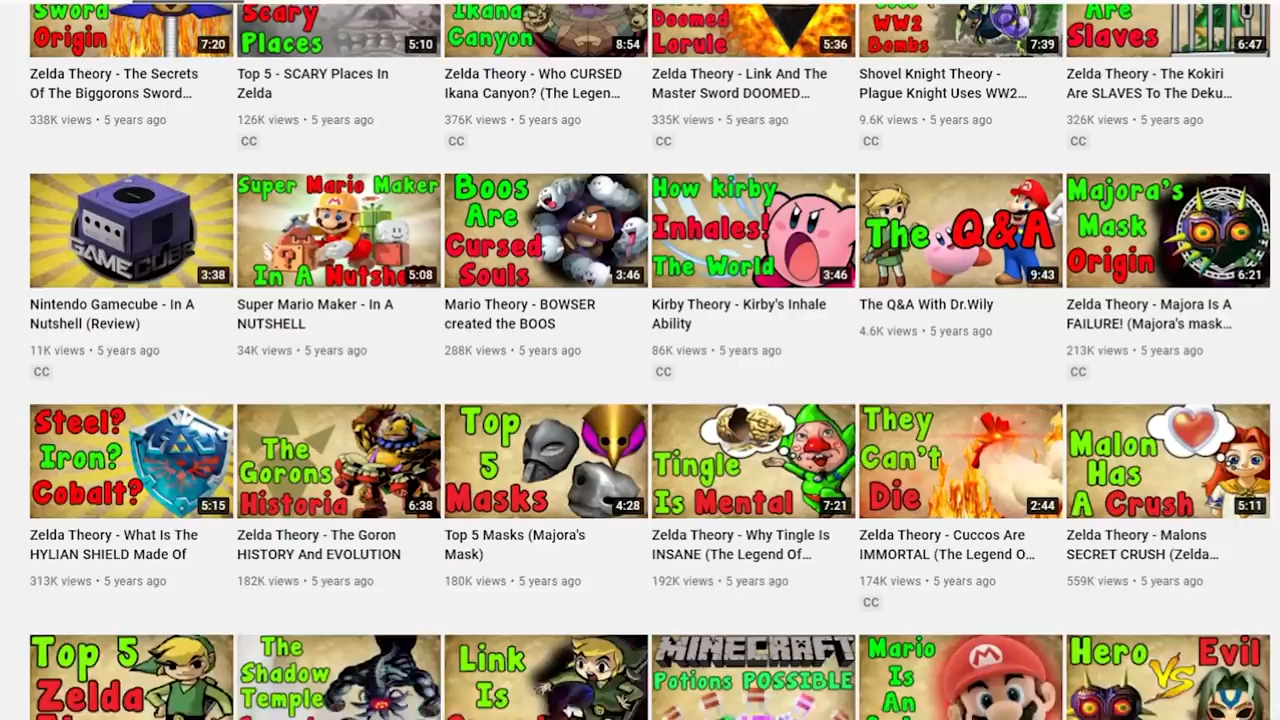 Sword
Origin
7:20
Scary
Places
5:10
Ikana
Canyon
8:54
Doomed
Lorule
5:36
WW2
Bombs
7:39
Are
Slaves
6:47
Zelda Theory - The Secrets
Of The Biggorons Sword...
338K views • 5 years ago
Top 5 - SCARY Places In
Zelda
126K views • 5 years ago
CC
Zelda Theory - Who CURSED
Ikana Canyon? (The Legen...
376K views • 5 years ago
CC
Zelda Theory - Link And The
Master Sword DOOMED...
335K views • 5 years ago
CC
Shovel Knight Theory -
Plague Knight Uses WW2...
9.6K views • 5 years ago
CC
Zelda Theory - The Kokiri
Are SLAVES To The Deku...
326K views • 5 years ago
CC
GAMECUBE
3:38
Super Mario Maker
In A Nutshe
5:08
Boos
Are
Cursed
Souls
3:46
How kirby
Inhales!
The World
3:46
The Q&A
9:43
Majora's
Mask
Origin
6:21
Nintendo Gamecube - In A
Nutshell (Review)
11K views • 5 years ago
CC
Super Mario Maker - In A
NUTSHELL
34K views • 5 years ago
Mario Theory - BOWSER
created the BOOS
288K views • 5 years ago
Kirby Theory - Kirby's Inhale
Ability
86K views • 5 years ago
CC
The Q&A With Dr.Wily
4.6K views • 5 years ago
Zelda Theory - Majora Is A
FAILURE! (Majora's mask...
213K views • 5 years ago
CC
Steel?
Iron?
Cobalt?
5:15
The
Gorons
Historia
6:38
Top
5
Masks
4:28
Tingle
Is Mental
7:21
They
Can't
Die
2:44
Malon
Has
A Crush
5:11
Zelda Theory - What Is The
HYLIAN SHIELD Made Of
313K views • 5 years ago
Zelda Theory - The Goron
HISTORY And EVOLUTION
182K views • 5 years ago
Top 5 Masks (Majora's
Mask)
180K views • 5 years ago
Zelda Theory - Why Tingle Is
INSANE (The Legend Of...
192K views • 5 years ago
Zelda Theory - Cuccos Are
IMMORTAL (The Legend O...
174K views • 5 years ago
CC
Zelda Theory - Malons
SECRET CRUSH (Zelda...
559K views • 5 years ago
Top 5
Zelda
The
Shadow
Temple
Link
Is
MINECRAFT
Potions POSSIBLE
Mario
Is
An
Hero VS Evil